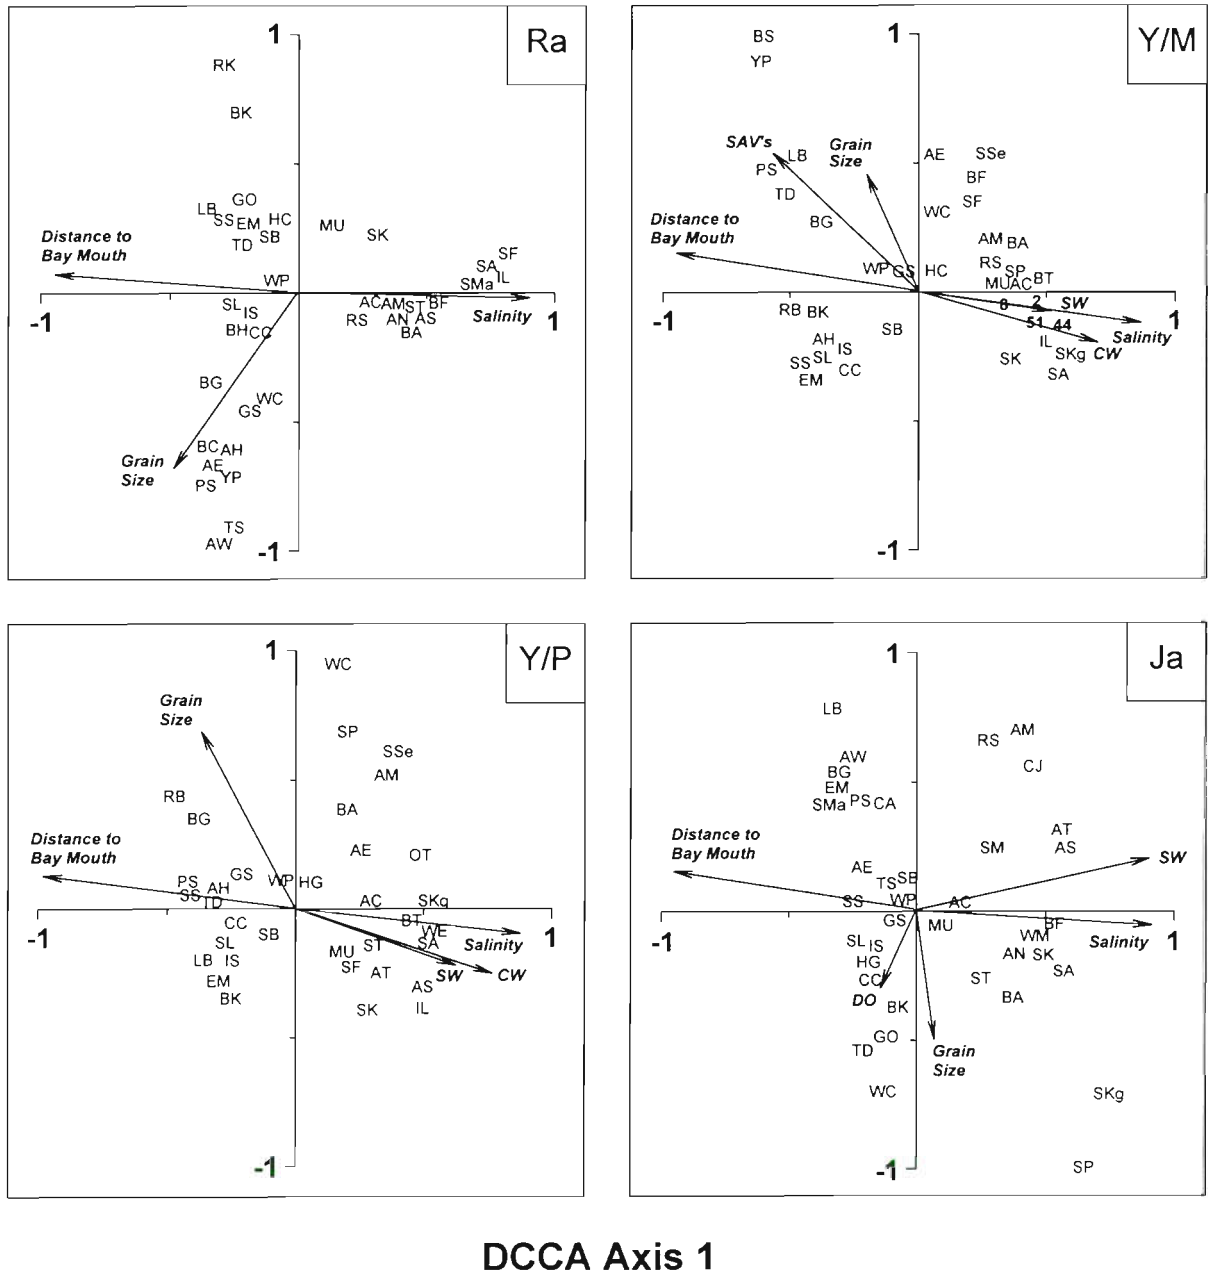 1
Ra
RK
BK
GO
LB
SS
EM
HC
SB
TD
MU
SK
Distance to
Bay Mouth
SF
SA
IL
SMa
WP
-1
SL
IS
BH
CC
AC
AM
ST
BF
RS
AN
AS
BA
Salinity
1
BG
WC
GS
BC
AH
AE
YP
PS
Grain
Size
TS
AW
-1
1
Y/M
BS
YP
SAV's
LB
PS
TD
BG
Grain
Size
AE
SSe
BF
SF
WC
Distance to
Bay Mouth
AM
BA
RS
SP
BT
MU
AC
WP
GS
HC
-1
RB
BK
SB
AH
IS
SL
SS
CC
EM
8
2
SW
51
44
Salinity
1
IL
SKg
CW
SK
SA
-1
1
Y/P
WC
Grain
Size
SP
SSe
AM
RB
BG
BA
AE
OT
Distance to
Bay Mouth
PS
SS
AH
TD
GS
WP
HG
AC
SKg
-1
CC
SB
SL
LB
IS
EM
BK
BT
WE
SA
Salinity
1
MU
ST
SF
AT
SW
CW
AS
SK
IL
-1
1
Ja
LB
RS
AM
CJ
AW
BG
EM
SMa
PS
CA
Distance to
Bay Mouth
AT
SM
AS
SW
AE
TS
SB
SS
WP
AC
-1
GS
MU
BF
WM
Salinity
1
SL
IS
HG
CC
DO
AN
SK
SA
ST
BA
BK
GO
TD
Grain
Size
WC
SKg
SP
-1
DCCA Axis 1